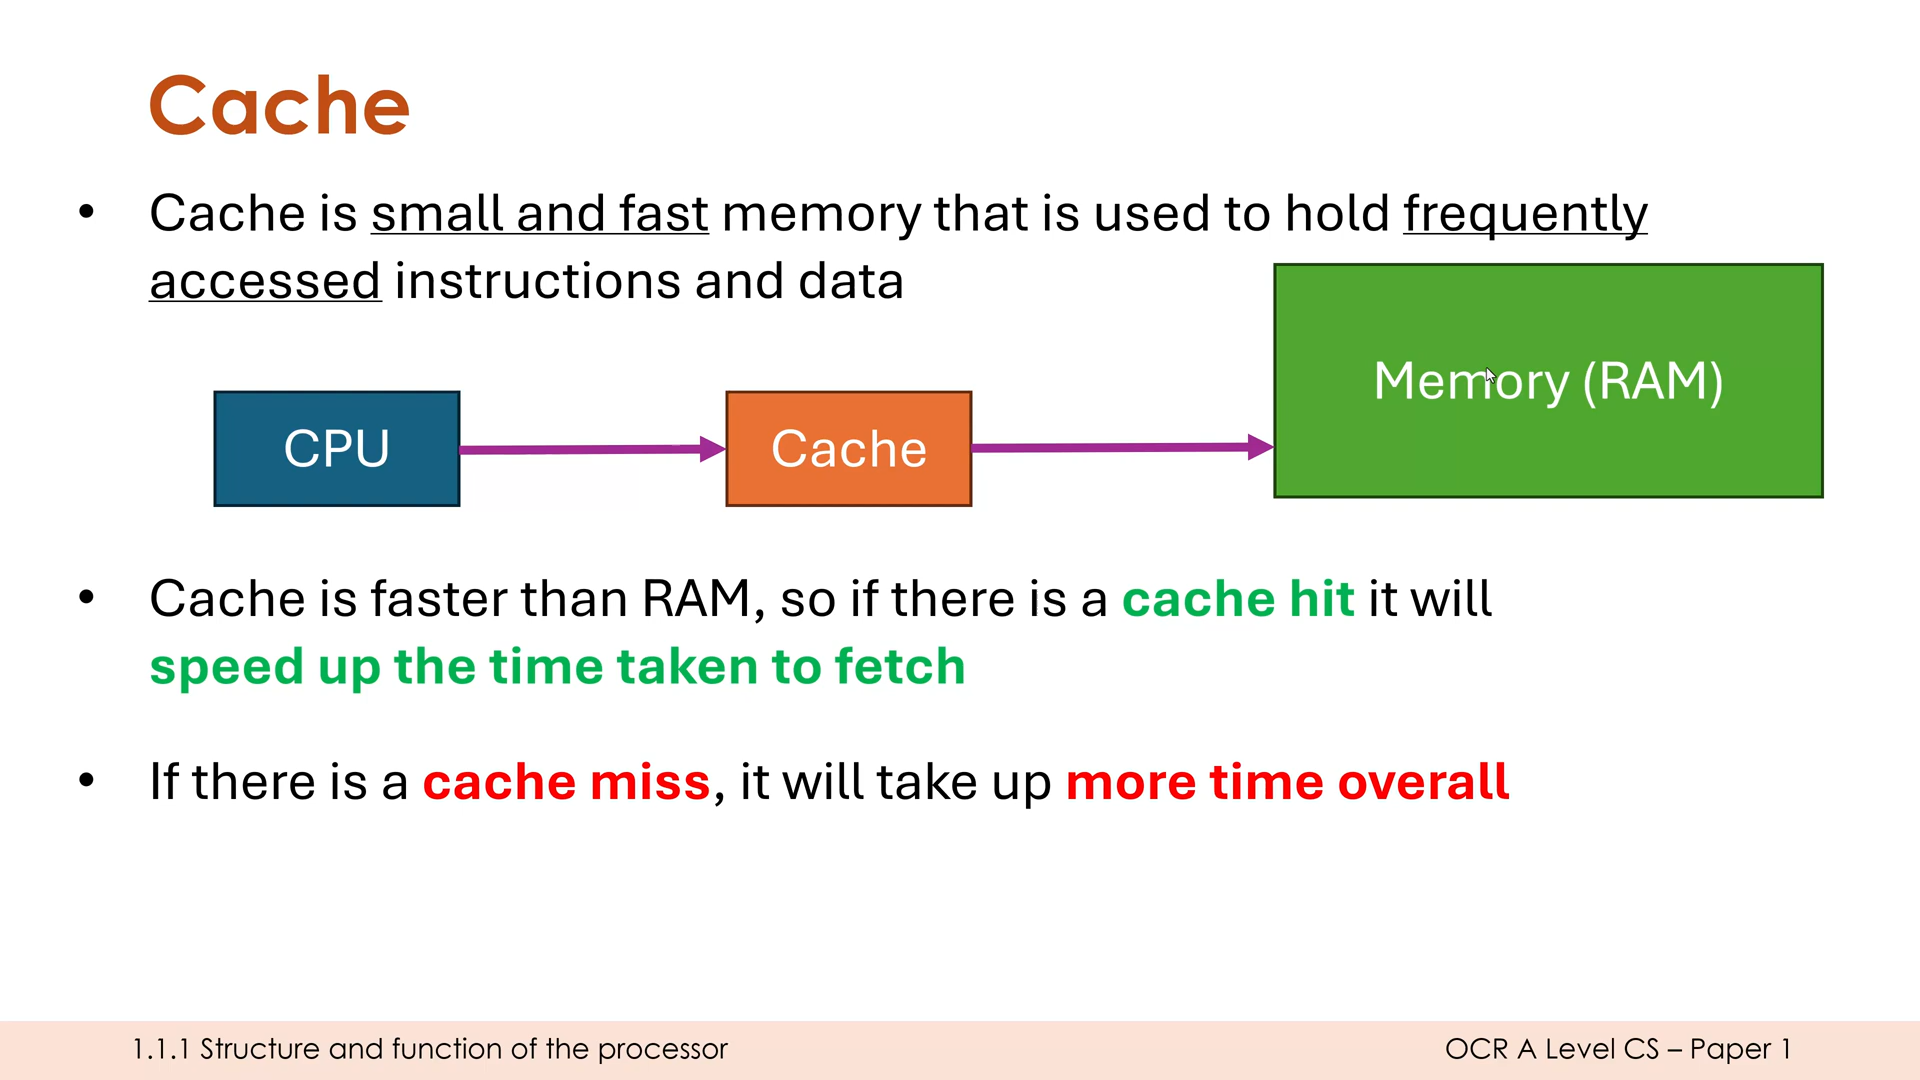 Cache
• Cache is small and fast memory that is used to hold frequently
accessed instructions and data
Memory (RAM)
CPU
Cache
• Cache is faster than RAM, so if there is a cache hit it will
speed up the time taken to fetch
• If there is a cache miss, it will take up more time overall
1.1.1 Structure and function of the processor
OCR A Level CS – Paper 1